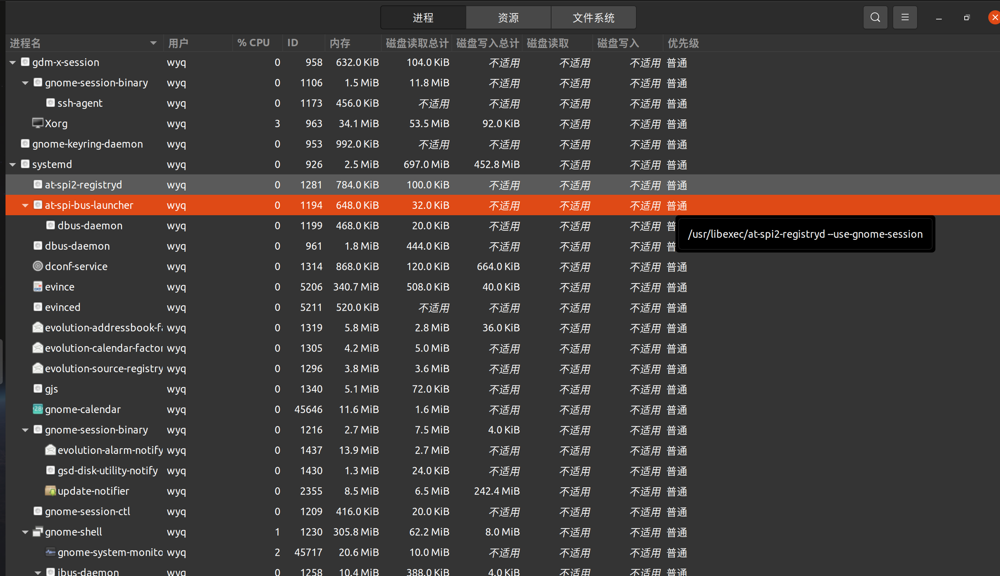 进程 资源 文件系统
进程名 用户 % CPU ID 内存 磁盘读取总计 磁盘写入总计 磁盘读取 磁盘写入 优先级
gdm-x-session wyq 0 958 632.0 KiB 104.0 KiB 不适用 不适用 不适用 普通
gnome-session-binary wyq 0 1106 1.5 MiB 11.8 MiB 不适用 不适用 不适用 普通
ssh-agent wyq 0 1173 456.0 KiB 不适用 不适用 不适用 不适用 普通
Xorg wyq 3 963 34.1 MiB 53.5 MiB 92.0 KiB 不适用 不适用 普通
gnome-keyring-daemon wyq 0 953 992.0 KiB 不适用 不适用 不适用 不适用 普通
systemd wyq 0 926 2.5 MiB 697.0 MiB 452.8 MiB 不适用 不适用 普通
at-spi2-registryd wyq 0 1281 784.0 KiB 100.0 KiB 不适用 不适用 不适用 普通
at-spi-bus-launcher wyq 0 1194 648.0 KiB 32.0 KiB 不适用 不适用 不适用 普通
dbus-daemon wyq 0 1199 468.0 KiB 20.0 KiB 不适用 不适用 不适用 普
/usr/libexec/at-spi2-registryd --use-gnome-session
dbus-daemon wyq 0 961 1.8 MiB 444.0 KiB 不适用 不适用 不适用 普
dconf-service wyq 0 1314 868.0 KiB 120.0 KiB 664.0 KiB 不适用 不适用 普通
evince wyq 0 5206 340.7 MiB 508.0 KiB 40.0 KiB 不适用 不适用 普通
evinced wyq 0 5211 520.0 KiB 不适用 不适用 不适用 不适用 普通
evolution-addressbook-fa wyq 0 1319 5.8 MiB 2.8 MiB 36.0 KiB 不适用 不适用 普通
evolution-calendar-factor wyq 0 1305 4.2 MiB 5.0 MiB 不适用 不适用 不适用 普通
evolution-source-registry wyq 0 1296 3.8 MiB 3.6 MiB 不适用 不适用 不适用 普通
gjs wyq 0 1340 5.1 MiB 72.0 KiB 不适用 不适用 不适用 普通
28 gnome-calendar wyq 0 45646 11.6 MiB 1.6 MiB 不适用 不适用 不适用 普通
gnome-session-binary wyq 0 1216 2.7 MiB 7.5 MiB 4.0 KiB 不适用 不适用 普通
evolution-alarm-notify wyq 0 1437 13.9 MiB 2.7 MiB 不适用 不适用 不适用 普通
gsd-disk-utility-notify wyq 0 1430 1.3 MiB 24.0 KiB 不适用 不适用 不适用 普通
update-notifier wyq 0 2355 8.5 MiB 6.5 MiB 242.4 MiB 不适用 不适用 普通
gnome-session-ctl wyq 0 1209 416.0 KiB 20.0 KiB 不适用 不适用 不适用 普通
gnome-shell wyq 1 1230 305.8 MiB 62.2 MiB 8.0 MiB 不适用 不适用 普通
gnome-system-monito wyq 2 45717 20.6 MiB 10.0 MiB 不适用 不适用 不适用 普通
ibus-daemon wyq 0 1258 10.4 MiB 388.0 KiB 4.0 KiB 不适用 不适用 普通